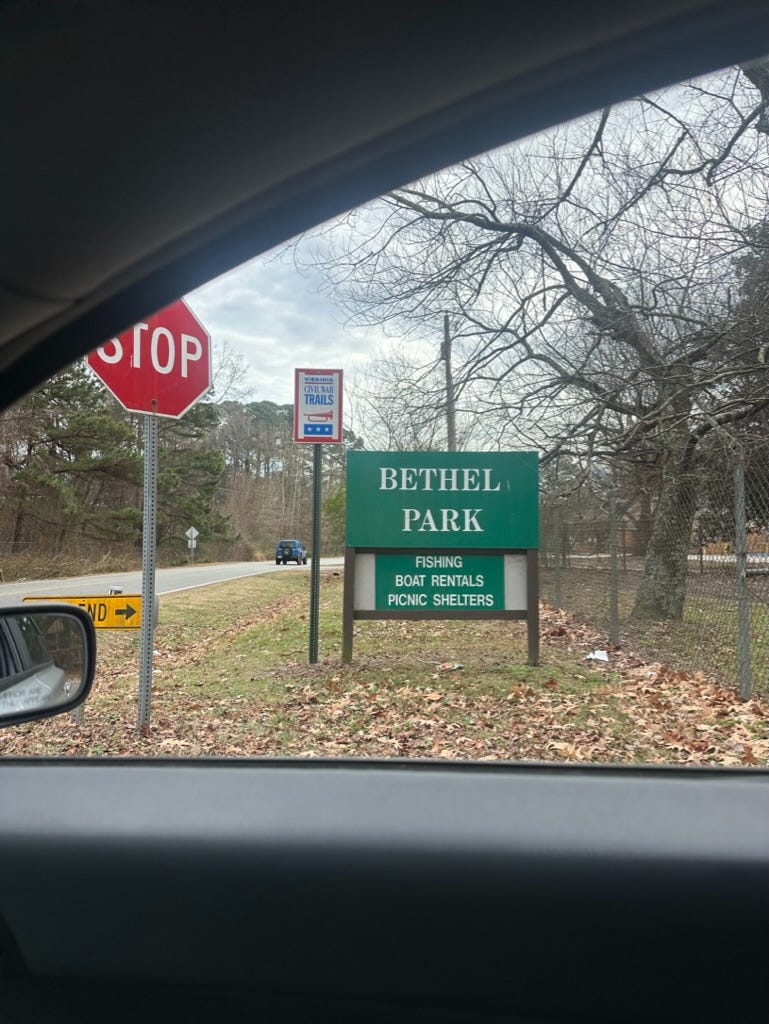 STOP
VIRGINIA
CIVIL WAR
TRAILS
BETHEL
PARK
FISHING
BOAT RENTALS
PICNIC SHELTERS
END